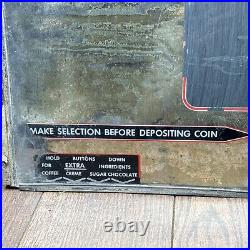 MAKE SELECTION BEFORE DEPOSITING COIN
HOLD BUTTONS DOWN
FOR EXTRA INGREDIENTS
COFFEE CREME SUGAR CHOCOLATE